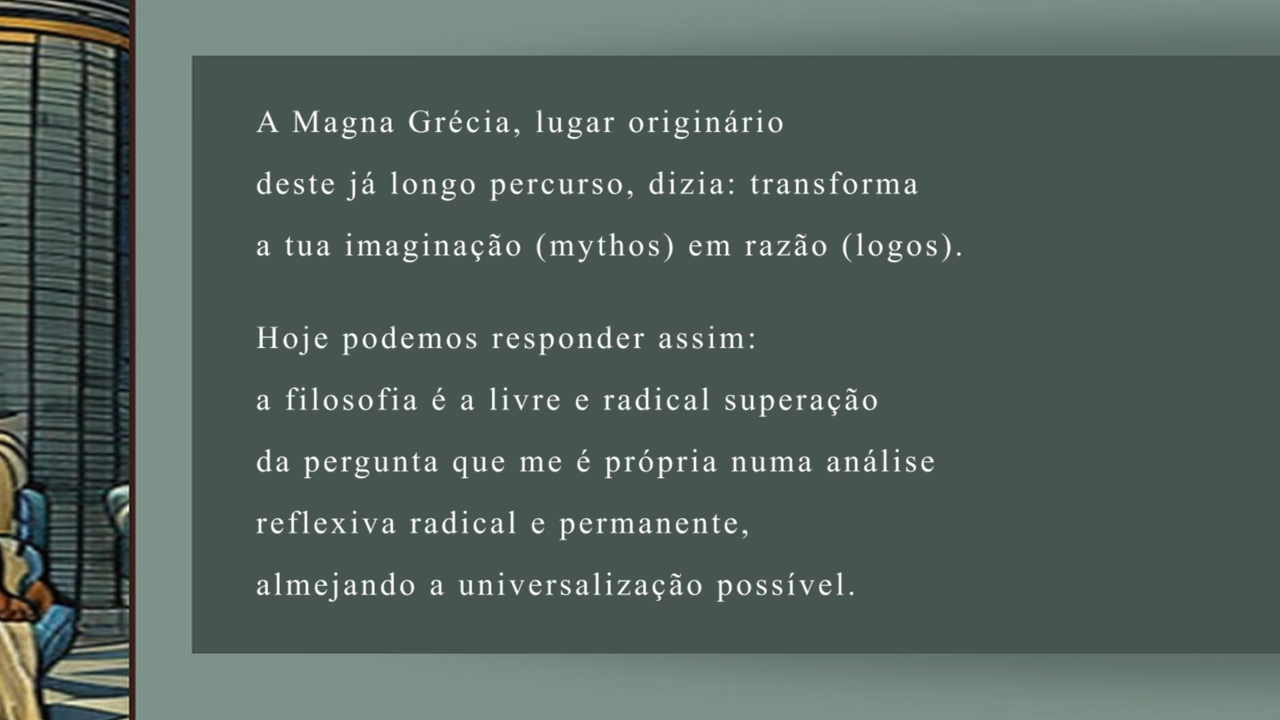 A Magna Grécia, lugar originário
deste já longo percurso, dizia: transforma
a tua imaginação (mythos) em razão (logos).
Hoje podemos responder assim:
a filosofia é a livre e radical superação
da pergunta que me é própria numa análise
reflexiva radical e permanente,
almejando a universalização possível.